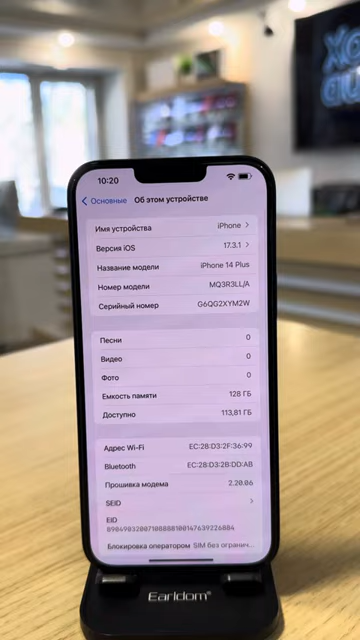 10:20
Основные Об этом устройстве
Имя устройства iPhone
Версия iOS 17.3.1
Название модели iPhone 14 Plus
Номер модели MQ3R3LL/A
Серийный номер G6QG2XYM2W
Песни 0
Видео 0
Фото 0
Емкость памяти 128 ГБ
Доступно 113,81 ГБ
Адрес Wi-Fi EC:28:D3:2F:36:99
Bluetooth EC:28:D3:2B:DD:AB
Прошивка модема 2.20.06
SEID
EID
89049032007108888100147639226884
Блокировка оператором SIM без огранич...
Earldom